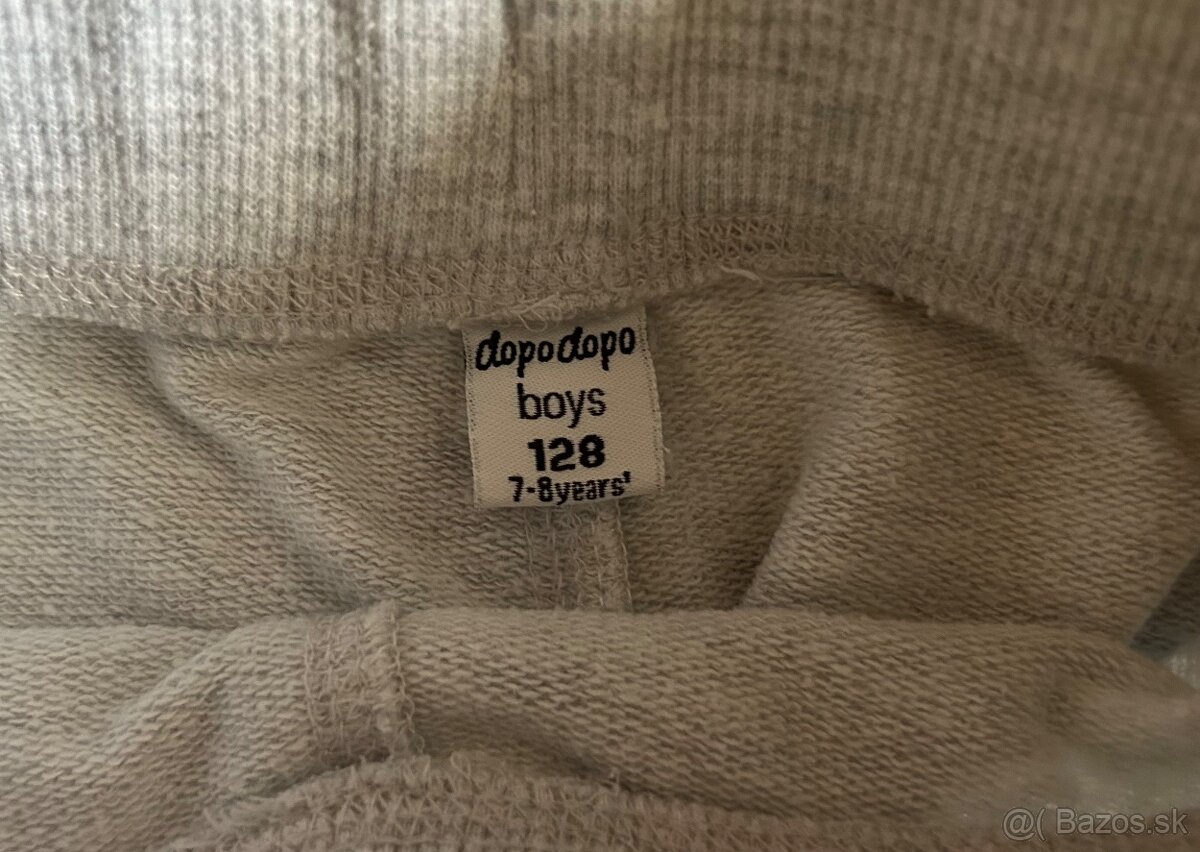 dopodopo
boys
128
7-8years'
@( Bazos.sk